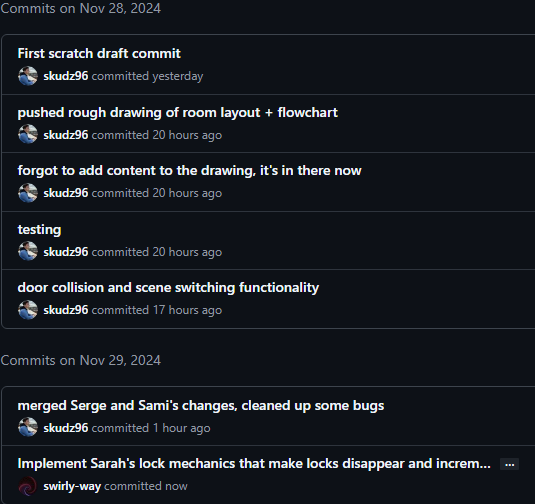 Commits on Nov 28, 2024
First scratch draft commit
skudz96 committed yesterday
pushed rough drawing of room layout + flowchart
skudz96 committed 20 hours ago
forgot to add content to the drawing, it's in there now
skudz96 committed 20 hours ago
testing
skudz96 committed 20 hours ago
door collision and scene switching functionality
skudz96 committed 17 hours ago
Commits on Nov 29, 2024
merged Serge and Sami's changes, cleaned up some bugs
skudz96 committed 1 hour ago
Implement Sarah's lock mechanics that make locks disappear and increm... ...
swirly-way committed now